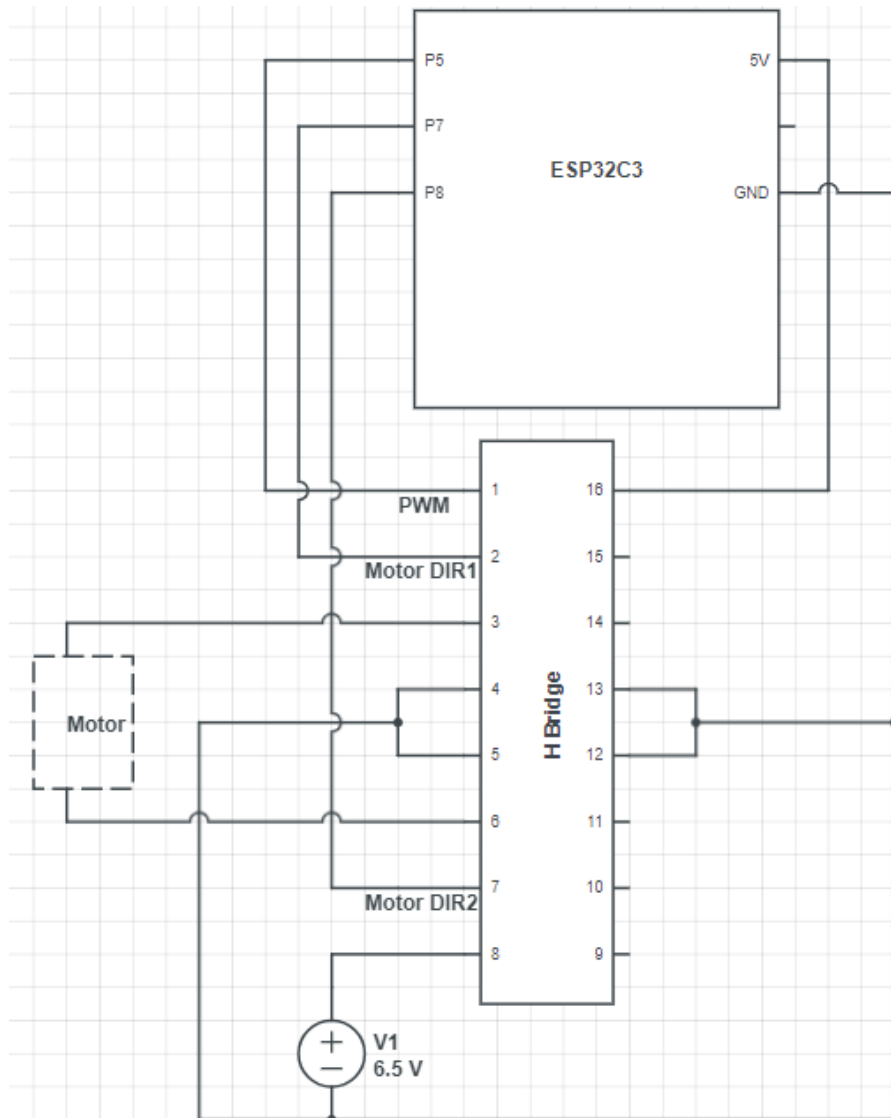 P5
5V
P7
ESP32C3
P8
GND
1
16
PWM
2
15
Motor DIR1
3
14
4
13
H Bridge
Motor
5
12
6
11
7
10
Motor DIR2
8
9
+
−
V1
6.5 V